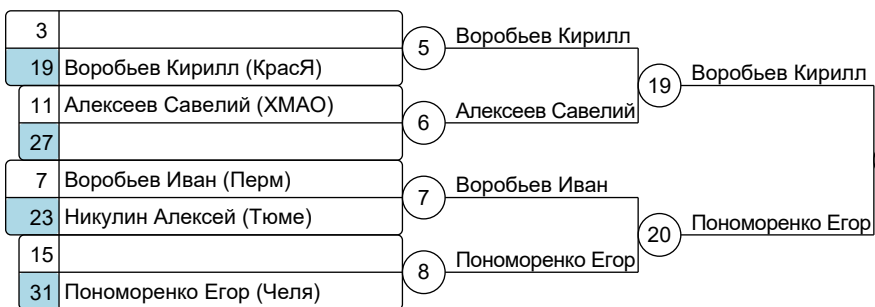 3
19 Воробьев Кирилл (КрасЯ)
11 Алексеев Савелий (ХМАО)
27
7 Воробьев Иван (Перм)
23 Никулин Алексей (Тюме)
15
31 Пономоренко Егор (Челя)
5 Воробьев Кирилл
6 Алексеев Савелий
7 Воробьев Иван
8 Пономоренко Егор
19 Воробьев Кирилл
20 Пономоренко Егор